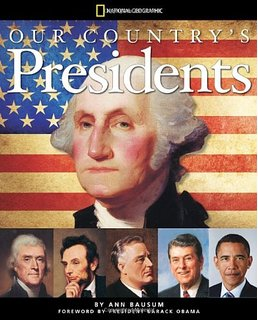 NATIONAL GEOGRAPHIC
OUR COUNTRY'S
Presidents
BY ANN BAUSUM
FOREWORD BY PRESIDENT BARACK OBAMA